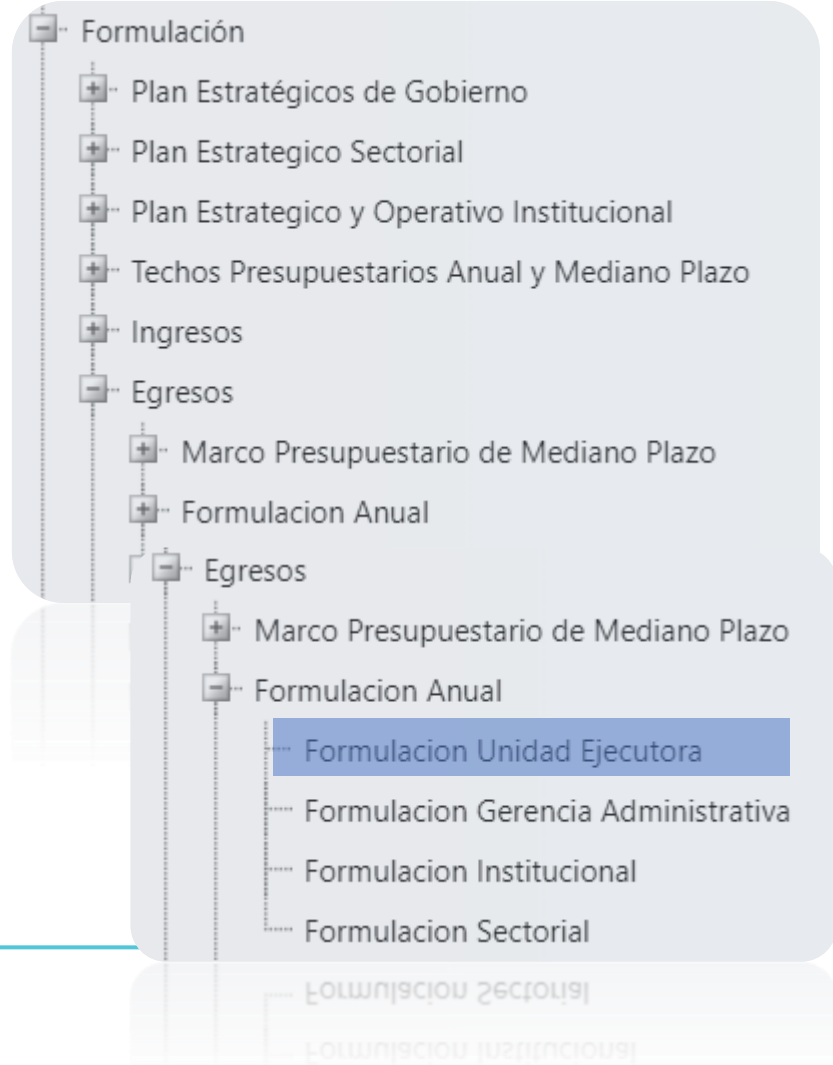 Formulación
Plan Estratégicos de Gobierno
Plan Estrategico Sectorial
Plan Estrategico y Operativo Institucional
Techos Presupuestarios Anual y Mediano Plazo
Ingresos
Egresos
Marco Presupuestario de Mediano Plazo
Formulacion Anual
Egresos
Marco Presupuestario de Mediano Plazo
Formulacion Anual
Formulacion Unidad Ejecutora
Formulacion Gerencia Administrativa
Formulacion Institucional
Formulacion Sectorial